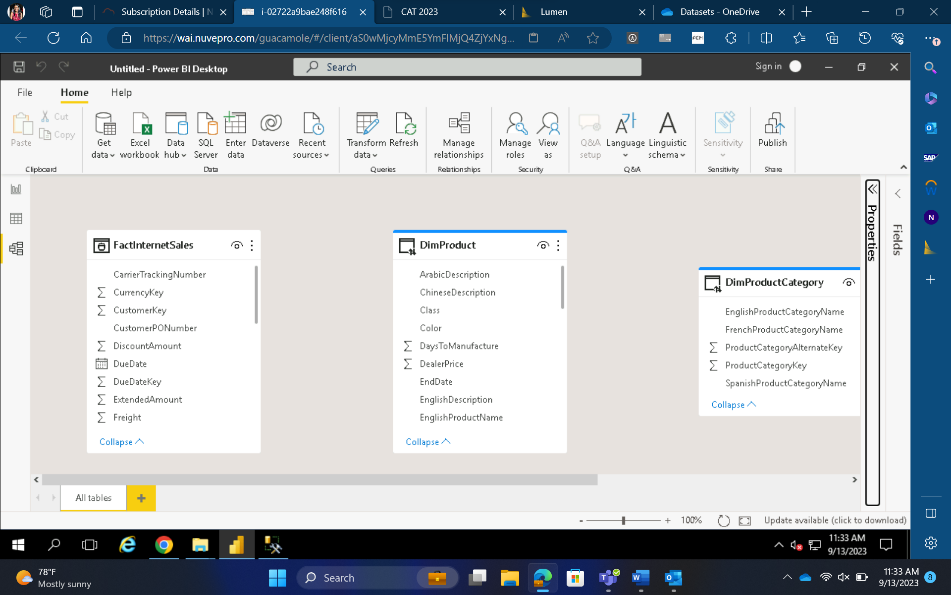 Subscription Details | N
i-02722a9bae248f616
CAT 2023
Lumen
Datasets - OneDrive
https://wai.nuvepro.com/guacamole/#/client/aS0wMjcyMmE5YmFlMjQ4ZjYxNg...
Untitled - Power BI Desktop
Search
Sign in
File
Home
Help
Paste
Cut
Copy
Get data
Excel workbook
Data hub
SQL Server
Enter data
Dataverse
Recent sources
Transform data
Refresh
Manage relationships
Manage roles
View as
Q&A setup
Language
Linguistic schema
Sensitivity
Publish
Clipboard
Data
Queries
Relationships
Security
Q&A
Sensitivity
Share
FactInternetSales
CarrierTrackingNumber
CurrencyKey
CustomerKey
CustomerPONumber
DiscountAmount
DueDate
DueDateKey
ExtendedAmount
Freight
Collapse
DimProduct
ArabicDescription
ChineseDescription
Class
Color
DaysToManufacture
DealerPrice
EndDate
EnglishDescription
EnglishProductName
Collapse
DimProductCategory
EnglishProductCategoryName
FrenchProductCategoryName
ProductCategoryAlternateKey
ProductCategoryKey
SpanishProductCategoryName
Collapse
Properties
Fields
All tables
- + 100%
Update available (click to download)
11:33 AM
9/13/2023
78°F
Mostly sunny
Search
11:33 AM
9/13/2023